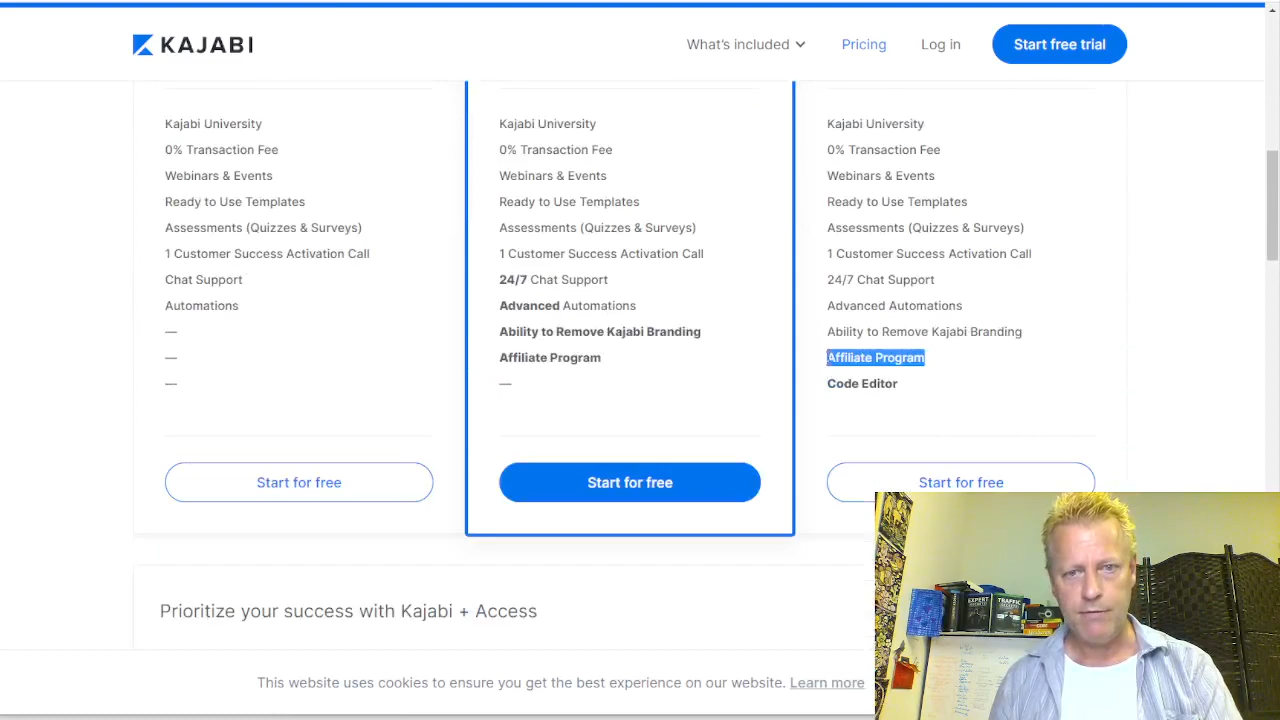 KAJABI
What's included
Pricing
Log in
Start free trial
Kajabi University
0% Transaction Fee
Webinars & Events
Ready to Use Templates
Assessments (Quizzes & Surveys)
1 Customer Success Activation Call
Chat Support
Automations
—
—
—
Start for free
Kajabi University
0% Transaction Fee
Webinars & Events
Ready to Use Templates
Assessments (Quizzes & Surveys)
1 Customer Success Activation Call
24/7 Chat Support
Advanced Automations
Ability to Remove Kajabi Branding
Affiliate Program
—
Start for free
Kajabi University
0% Transaction Fee
Webinars & Events
Ready to Use Templates
Assessments (Quizzes & Surveys)
1 Customer Success Activation Call
24/7 Chat Support
Advanced Automations
Ability to Remove Kajabi Branding
Affiliate Program
Code Editor
Start for free
Prioritize your success with Kajabi + Access
This website uses cookies to ensure you get the best experience on our website. Learn more
EXPERT
TRAFFIC